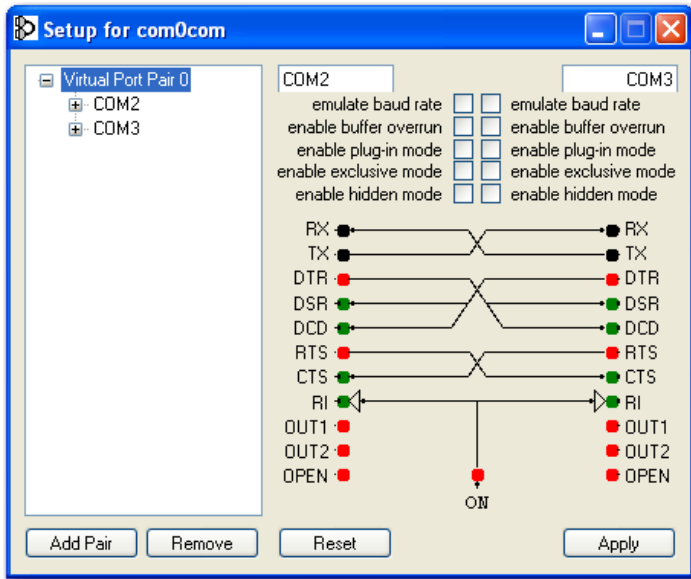 Setup for com0com
Virtual Port Pair 0
COM2
COM3
COM2 COM3
emulate baud rate emulate baud rate
enable buffer overrun enable buffer overrun
enable plug-in mode enable plug-in mode
enable exclusive mode enable exclusive mode
enable hidden mode enable hidden mode
RX RX
TX TX
DTR DTR
DSR DSR
DCD DCD
RTS RTS
CTS CTS
RI RI
OUT1 OUT1
OUT2 OUT2
OPEN OPEN
ON
Add Pair Remove Reset Apply